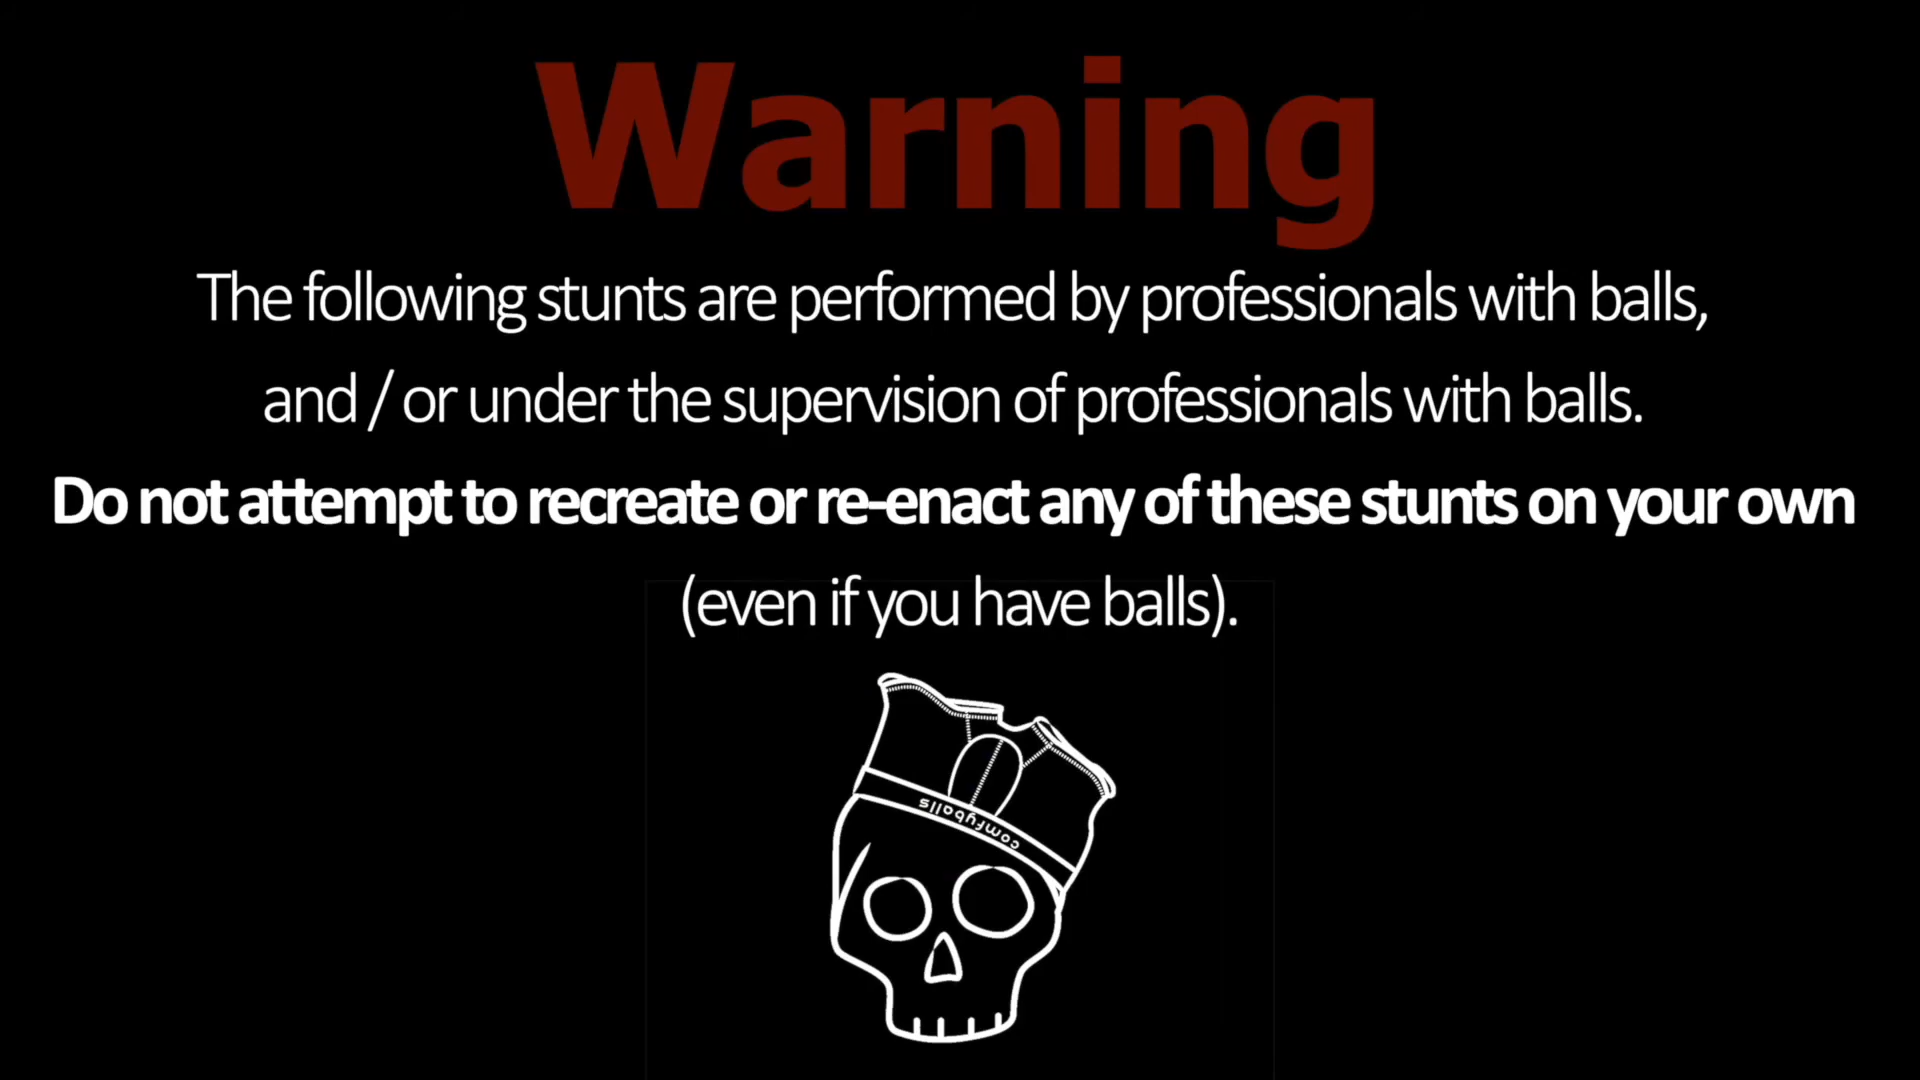 Warning
The following stunts are performed by professionals with balls,
and / or under the supervision of professionals with balls.
Do not attempt to recreate or re-enact any of these stunts on your own
(even if you have balls).
comfyballs